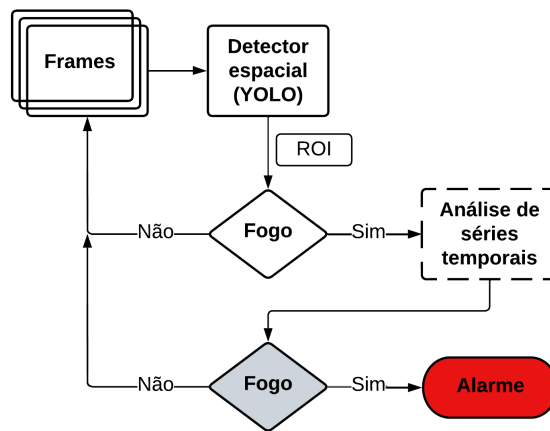 Frames
Detector
espacial
(YOLO)
ROI
Não
Fogo
Sim
Análise de
séries
temporais
Não
Fogo
Sim
Alarme